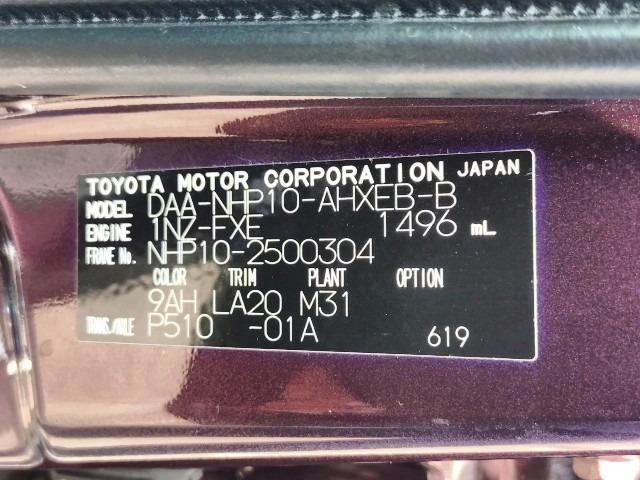 TOYOTA MOTOR CORPORATION JAPAN
MODEL DAA-NHP10-AHXEB-B
ENGINE 1NZ-FXE 1496 mL
FRAME No. NHP10-2500304
COLOR TRIM PLANT OPTION
9AH LA20 M31
TRANS./AXLE P510 -01A 619